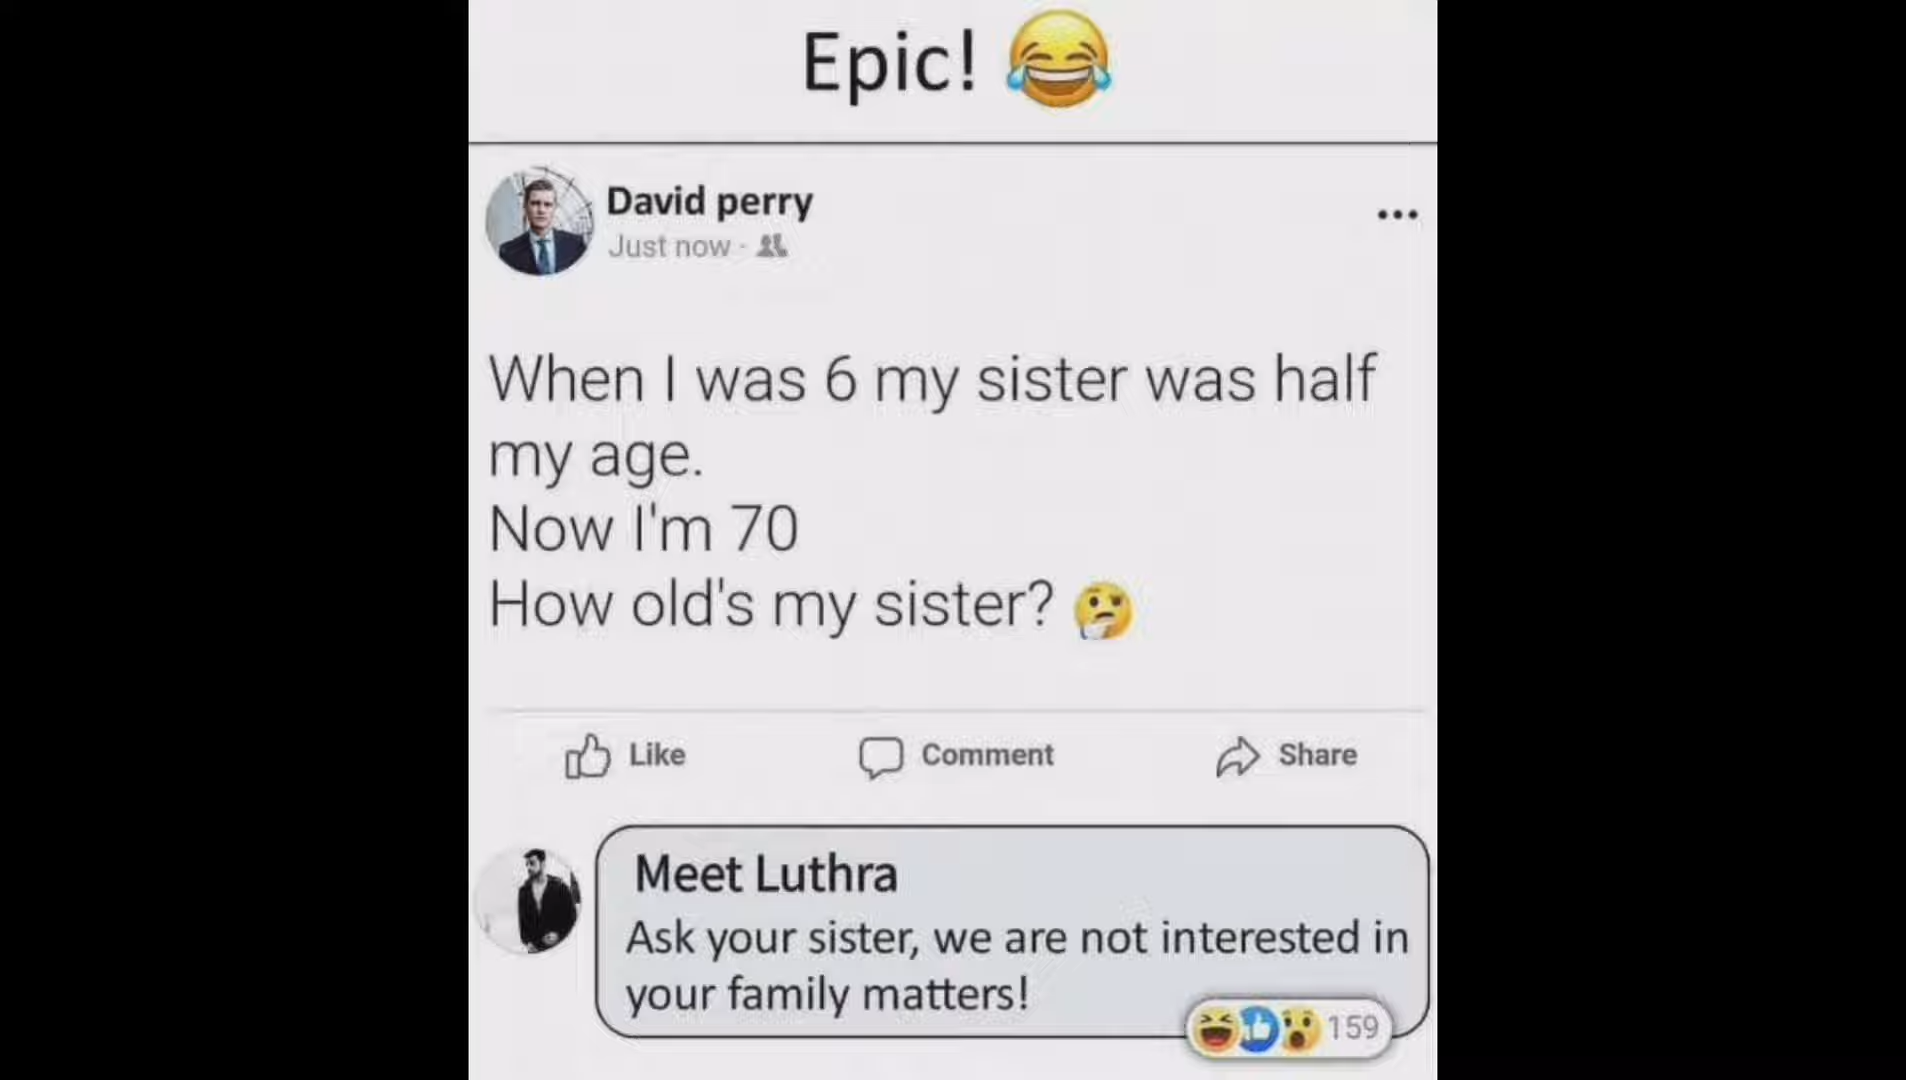 Epic! 😂
David perry
Just now ·
When I was 6 my sister was half
my age.
Now I'm 70
How old's my sister? 🤔
Like
Comment
Share
Meet Luthra
Ask your sister, we are not interested in
your family matters!
159